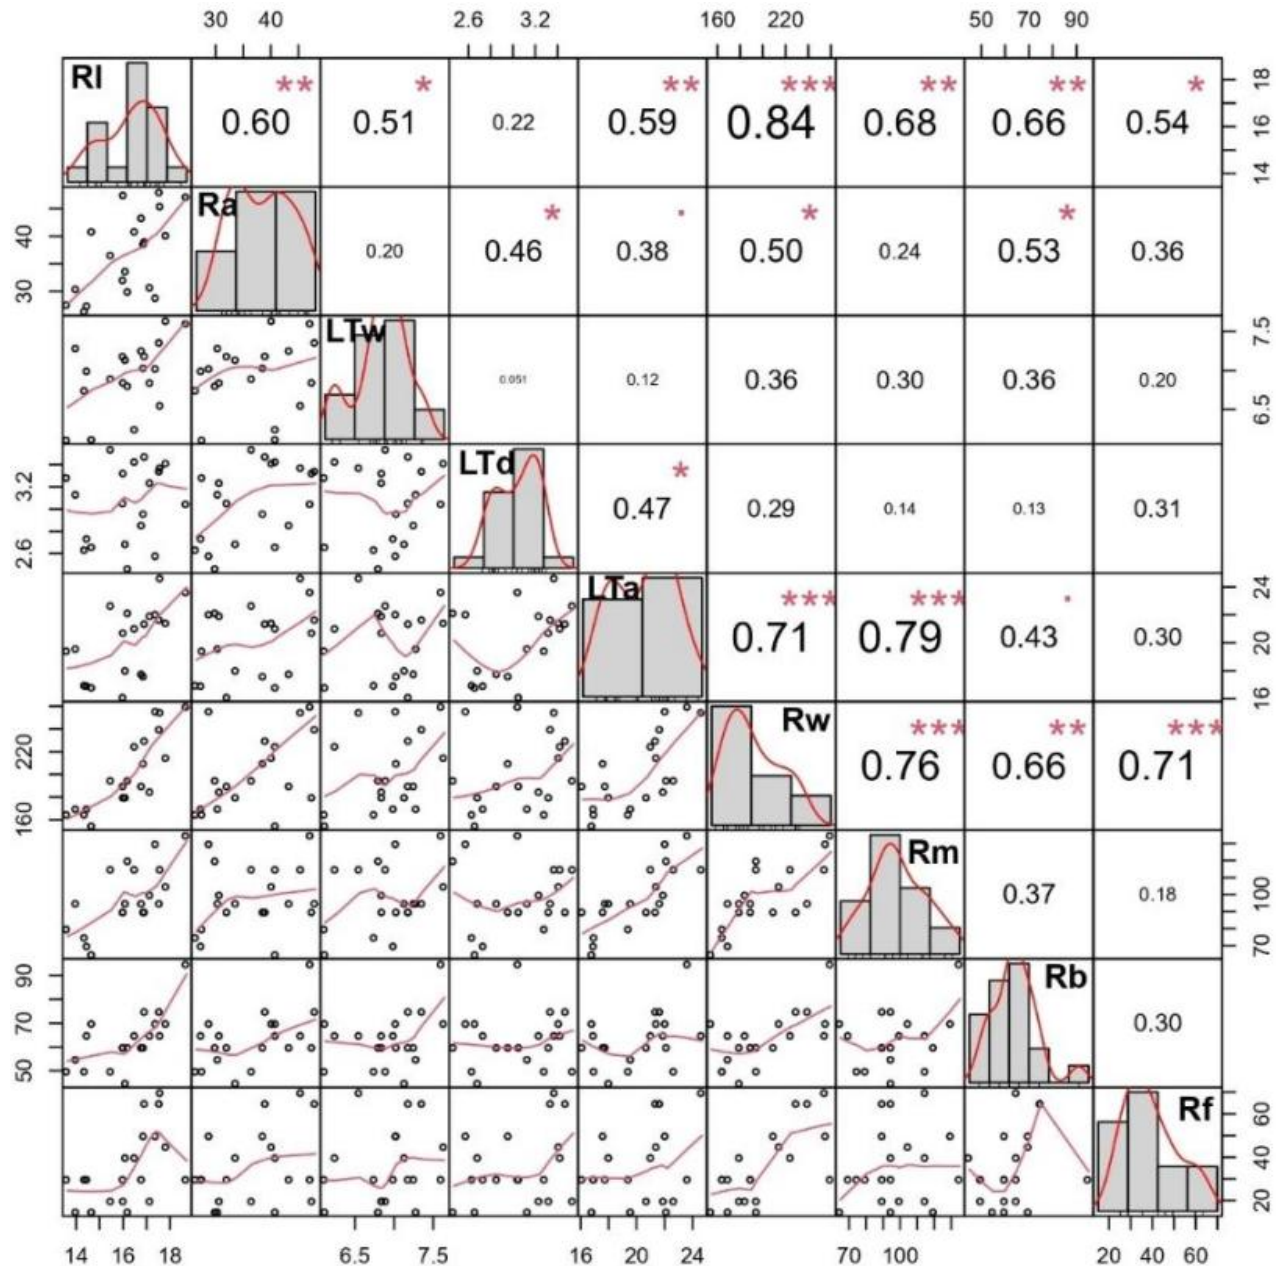 30 40 2.6 3.2 160 220 50 70 90
Rl ** * ** *** ** ** * 18
0.60 0.51 0.22 0.59 0.84 0.68 0.66 0.54 16
14
Ra * . * *
40 0.20 0.46 0.38 0.50 0.24 0.53 0.36
30
LTw 7.5
0.051 0.12 0.36 0.30 0.36 0.20
6.5
LTd *
3.2 0.47 0.29 0.14 0.13 0.31
2.6
LTa *** *** . 24
0.71 0.79 0.43 0.30 20
16
Rw *** ** ***
220 0.76 0.66 0.71
160
Rm
0.37 0.18 100
70
90 Rb
70 0.30
50
Rf 60
40
20
14 16 18 6.5 7.5 16 20 24 70 100 20 40 60